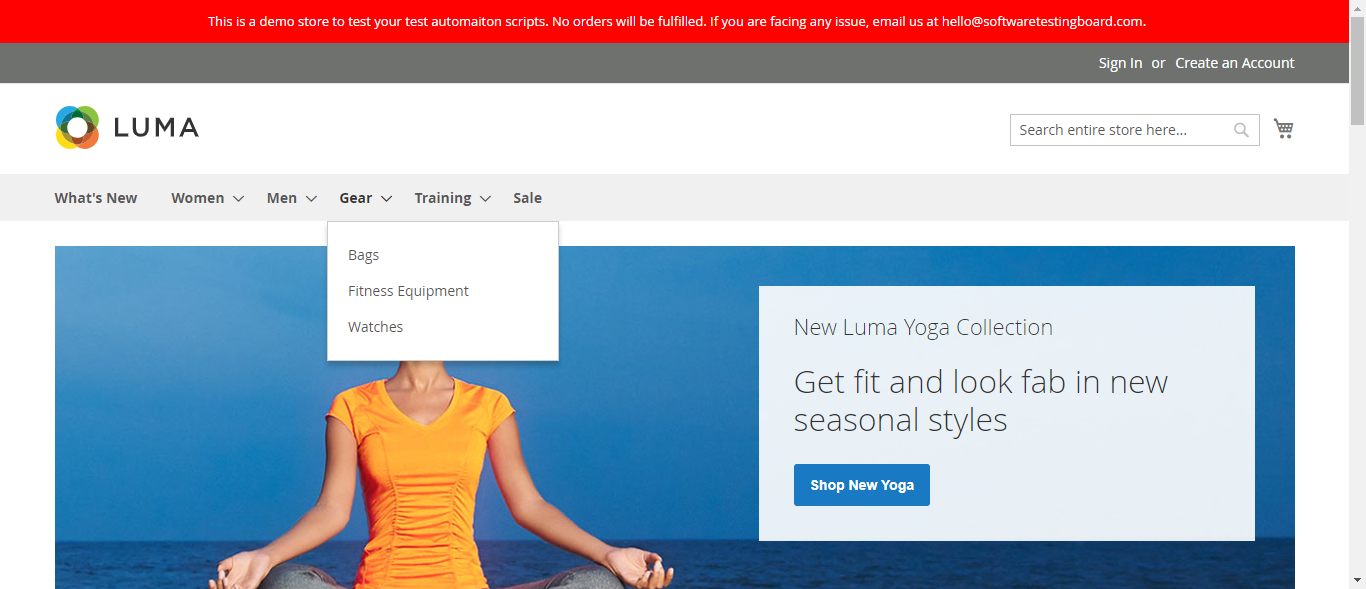 This is a demo store to test your test automaiton scripts. No orders will be fulfilled. If you are facing any issue, email us at hello@softwaretestingboard.com.
Sign In or Create an Account
LUMA
Search entire store here...
What's New Women Men Gear Training Sale
Bags
Fitness Equipment
Watches
New Luma Yoga Collection
Get fit and look fab in new
seasonal styles
Shop New Yoga